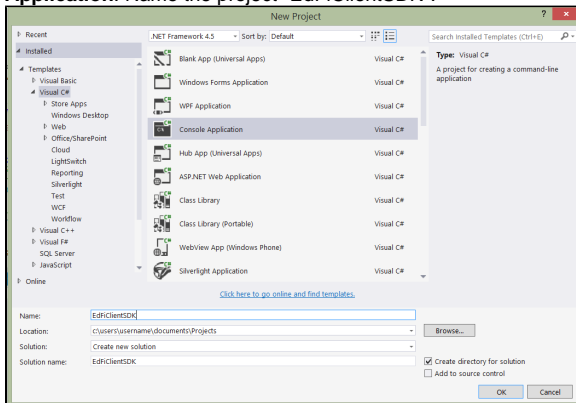 New Project
? ×
Recent
.NET Framework 4.5 Sort by: Default
Search Installed Templates (Ctrl+E)
Installed
Templates
Visual Basic
Visual C#
Store Apps
Windows Desktop
Web
Office/SharePoint
Cloud
LightSwitch
Reporting
Silverlight
Test
WCF
Workflow
Visual C++
Visual F#
SQL Server
JavaScript
Online
Blank App (Universal Apps) Visual C#
Windows Forms Application Visual C#
WPF Application Visual C#
Console Application Visual C#
Hub App (Universal Apps) Visual C#
ASP.NET Web Application Visual C#
Class Library Visual C#
Class Library (Portable) Visual C#
WebView App (Windows Phone) Visual C#
Silverlight Application Visual C#
Type: Visual C#
A project for creating a command-line
application
Click here to go online and find templates.
Name: EdFiClientSDK
Location: c:\users\username\documents\Projects Browse...
Solution: Create new solution
Solution name: EdFiClientSDK
Create directory for solution
Add to source control
OK Cancel